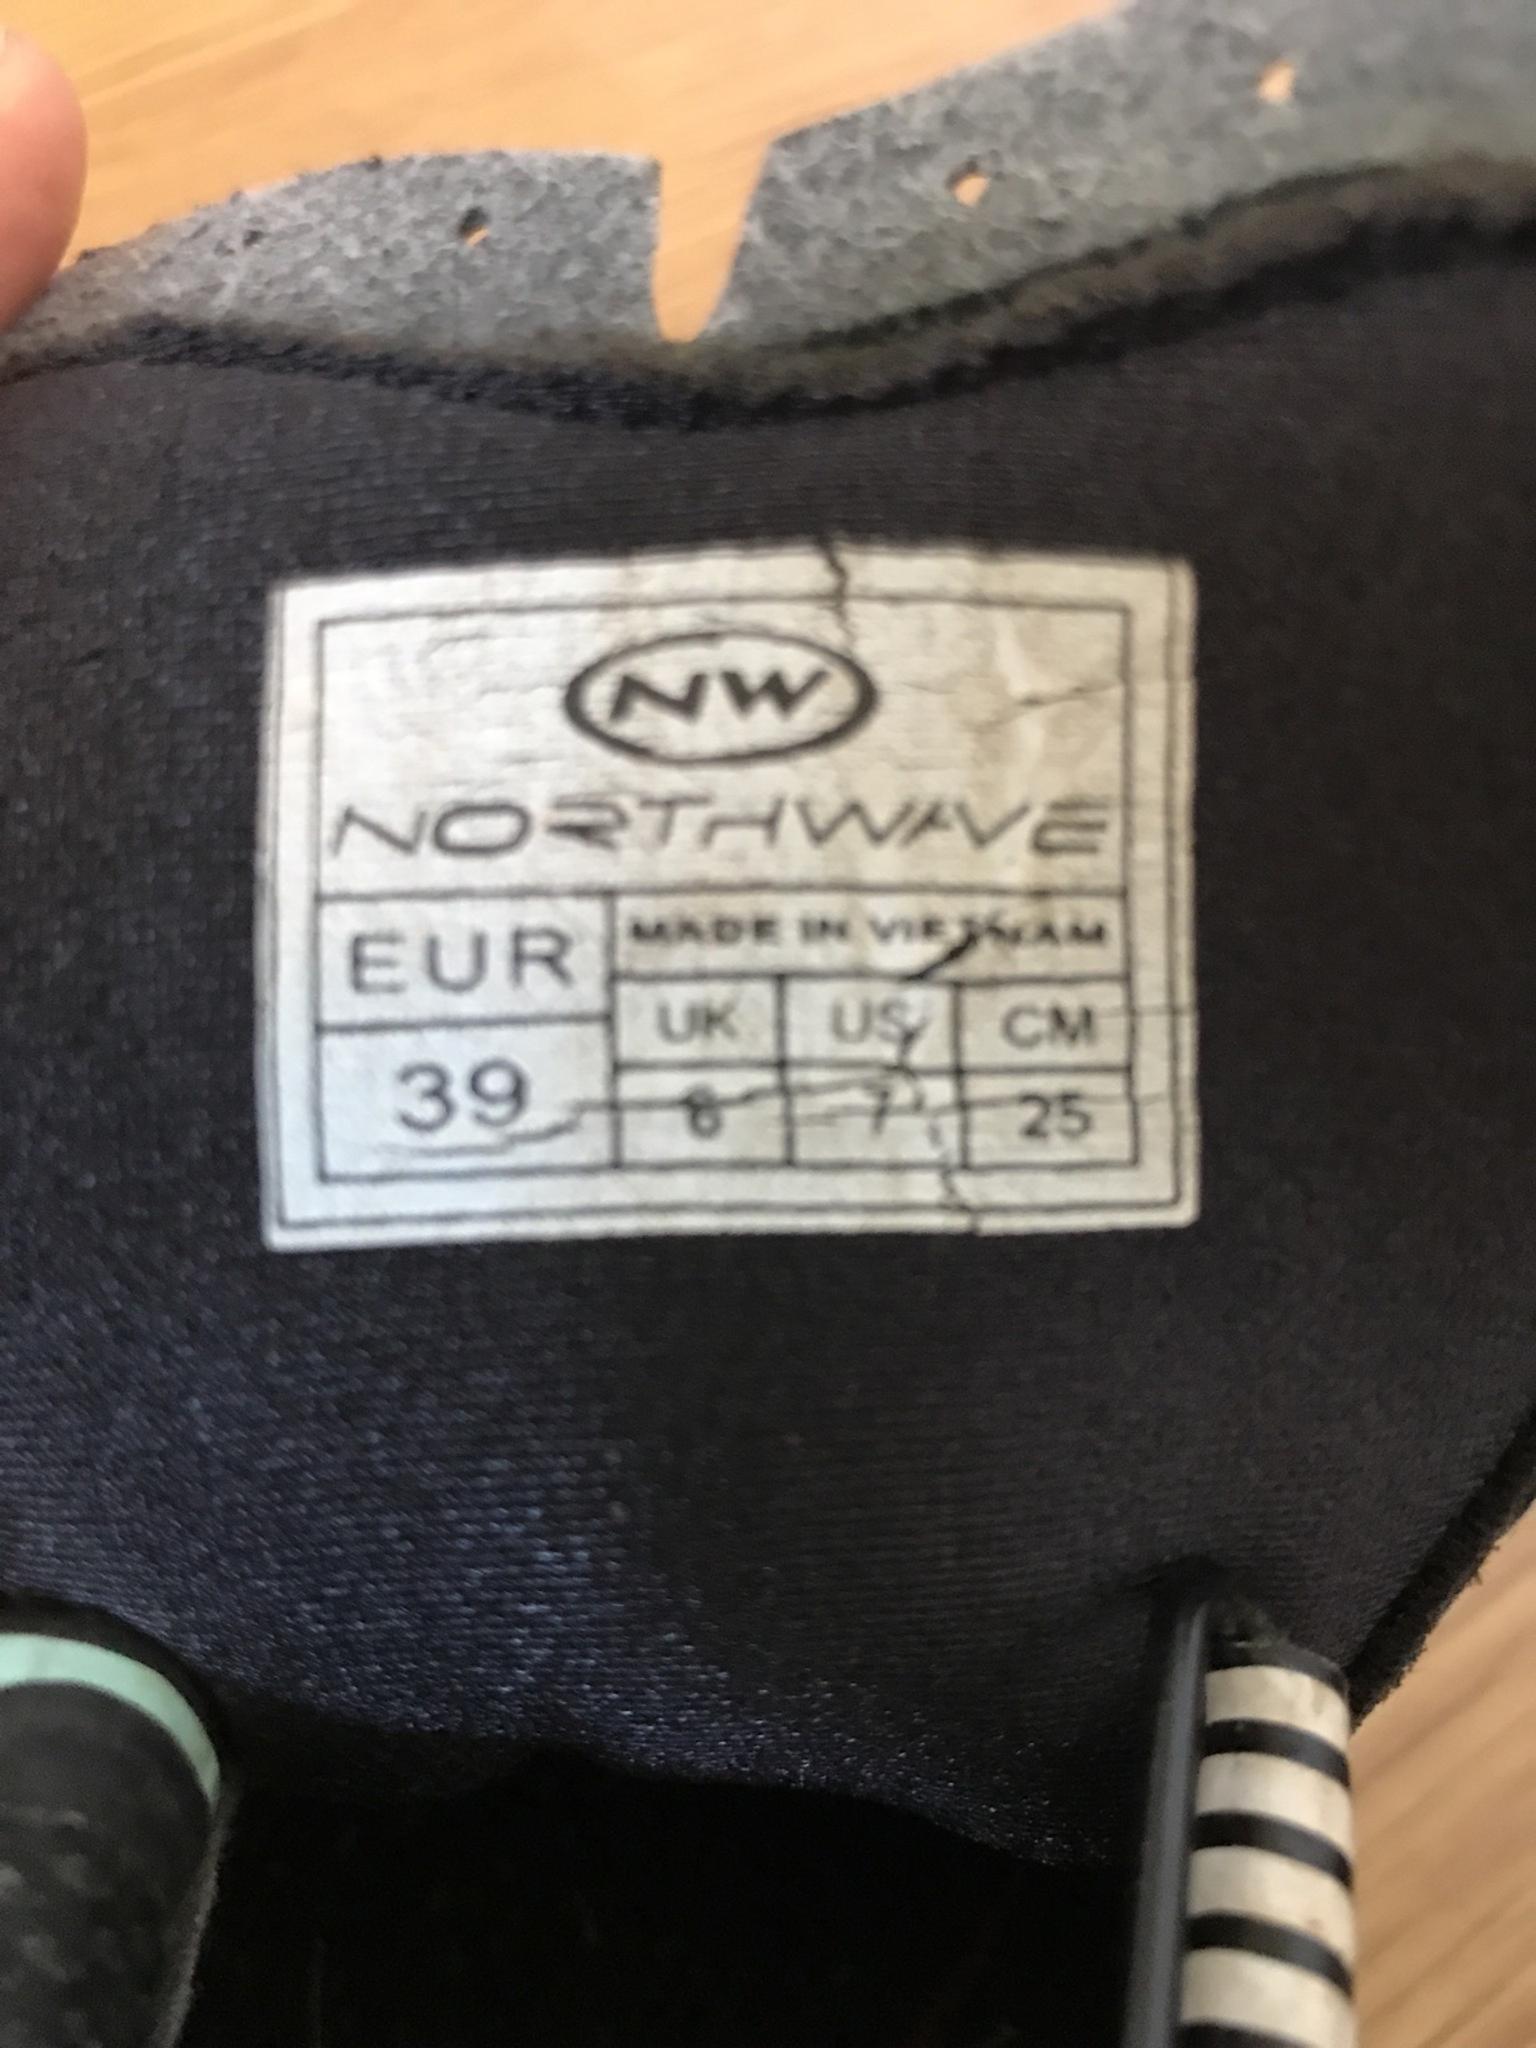 NW
NORTHWAVE
EUR
MADE IN VIETNAM
UK US CM
39
6 7 25